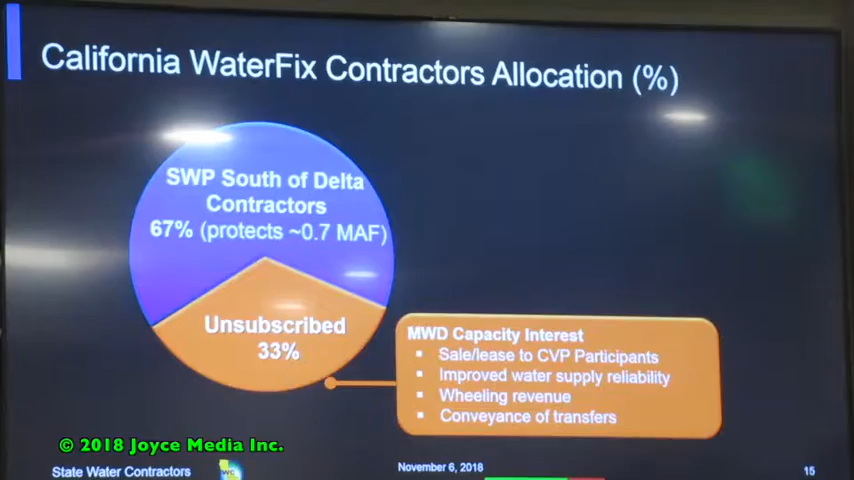 California WaterFix Contractors Allocation (%)
SWP South of Delta
Contractors
67% (protects ~0.7 MAF)
Unsubscribed
33%
MWD Capacity Interest
▪ Sale/lease to CVP Participants
▪ Improved water supply reliability
▪ Wheeling revenue
▪ Conveyance of transfers
© 2018 Joyce Media Inc.
State Water Contractors
November 6, 2018
15